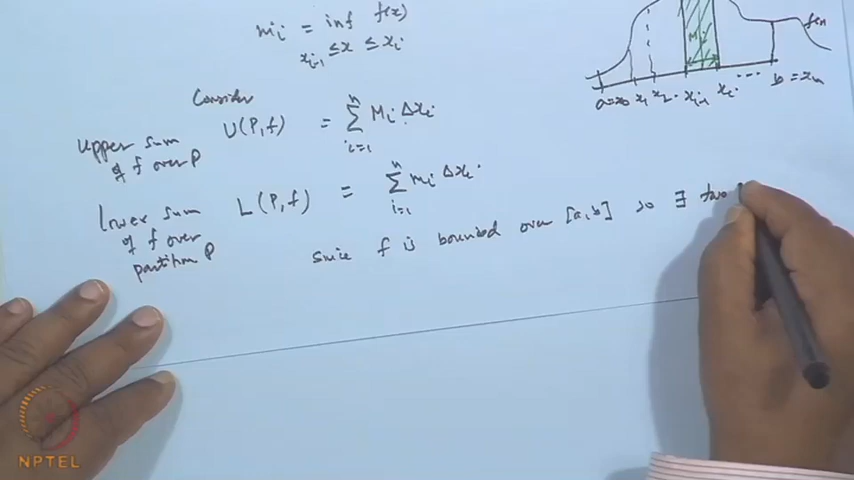 mi = inf f(x)
xi-1 ≤ x ≤ xi
Consider
Upper sum of f over P U(P,f) = Σ i=1 n Mi Δxi
Lower sum of f over partition P L(P,f) = Σ i=1 n mi Δxi
since f is bounded over [a,b] so ∃ two
f(x)
Mi
a=x0 x1 x2 xi-1 xi ... b=xn
NPTEL